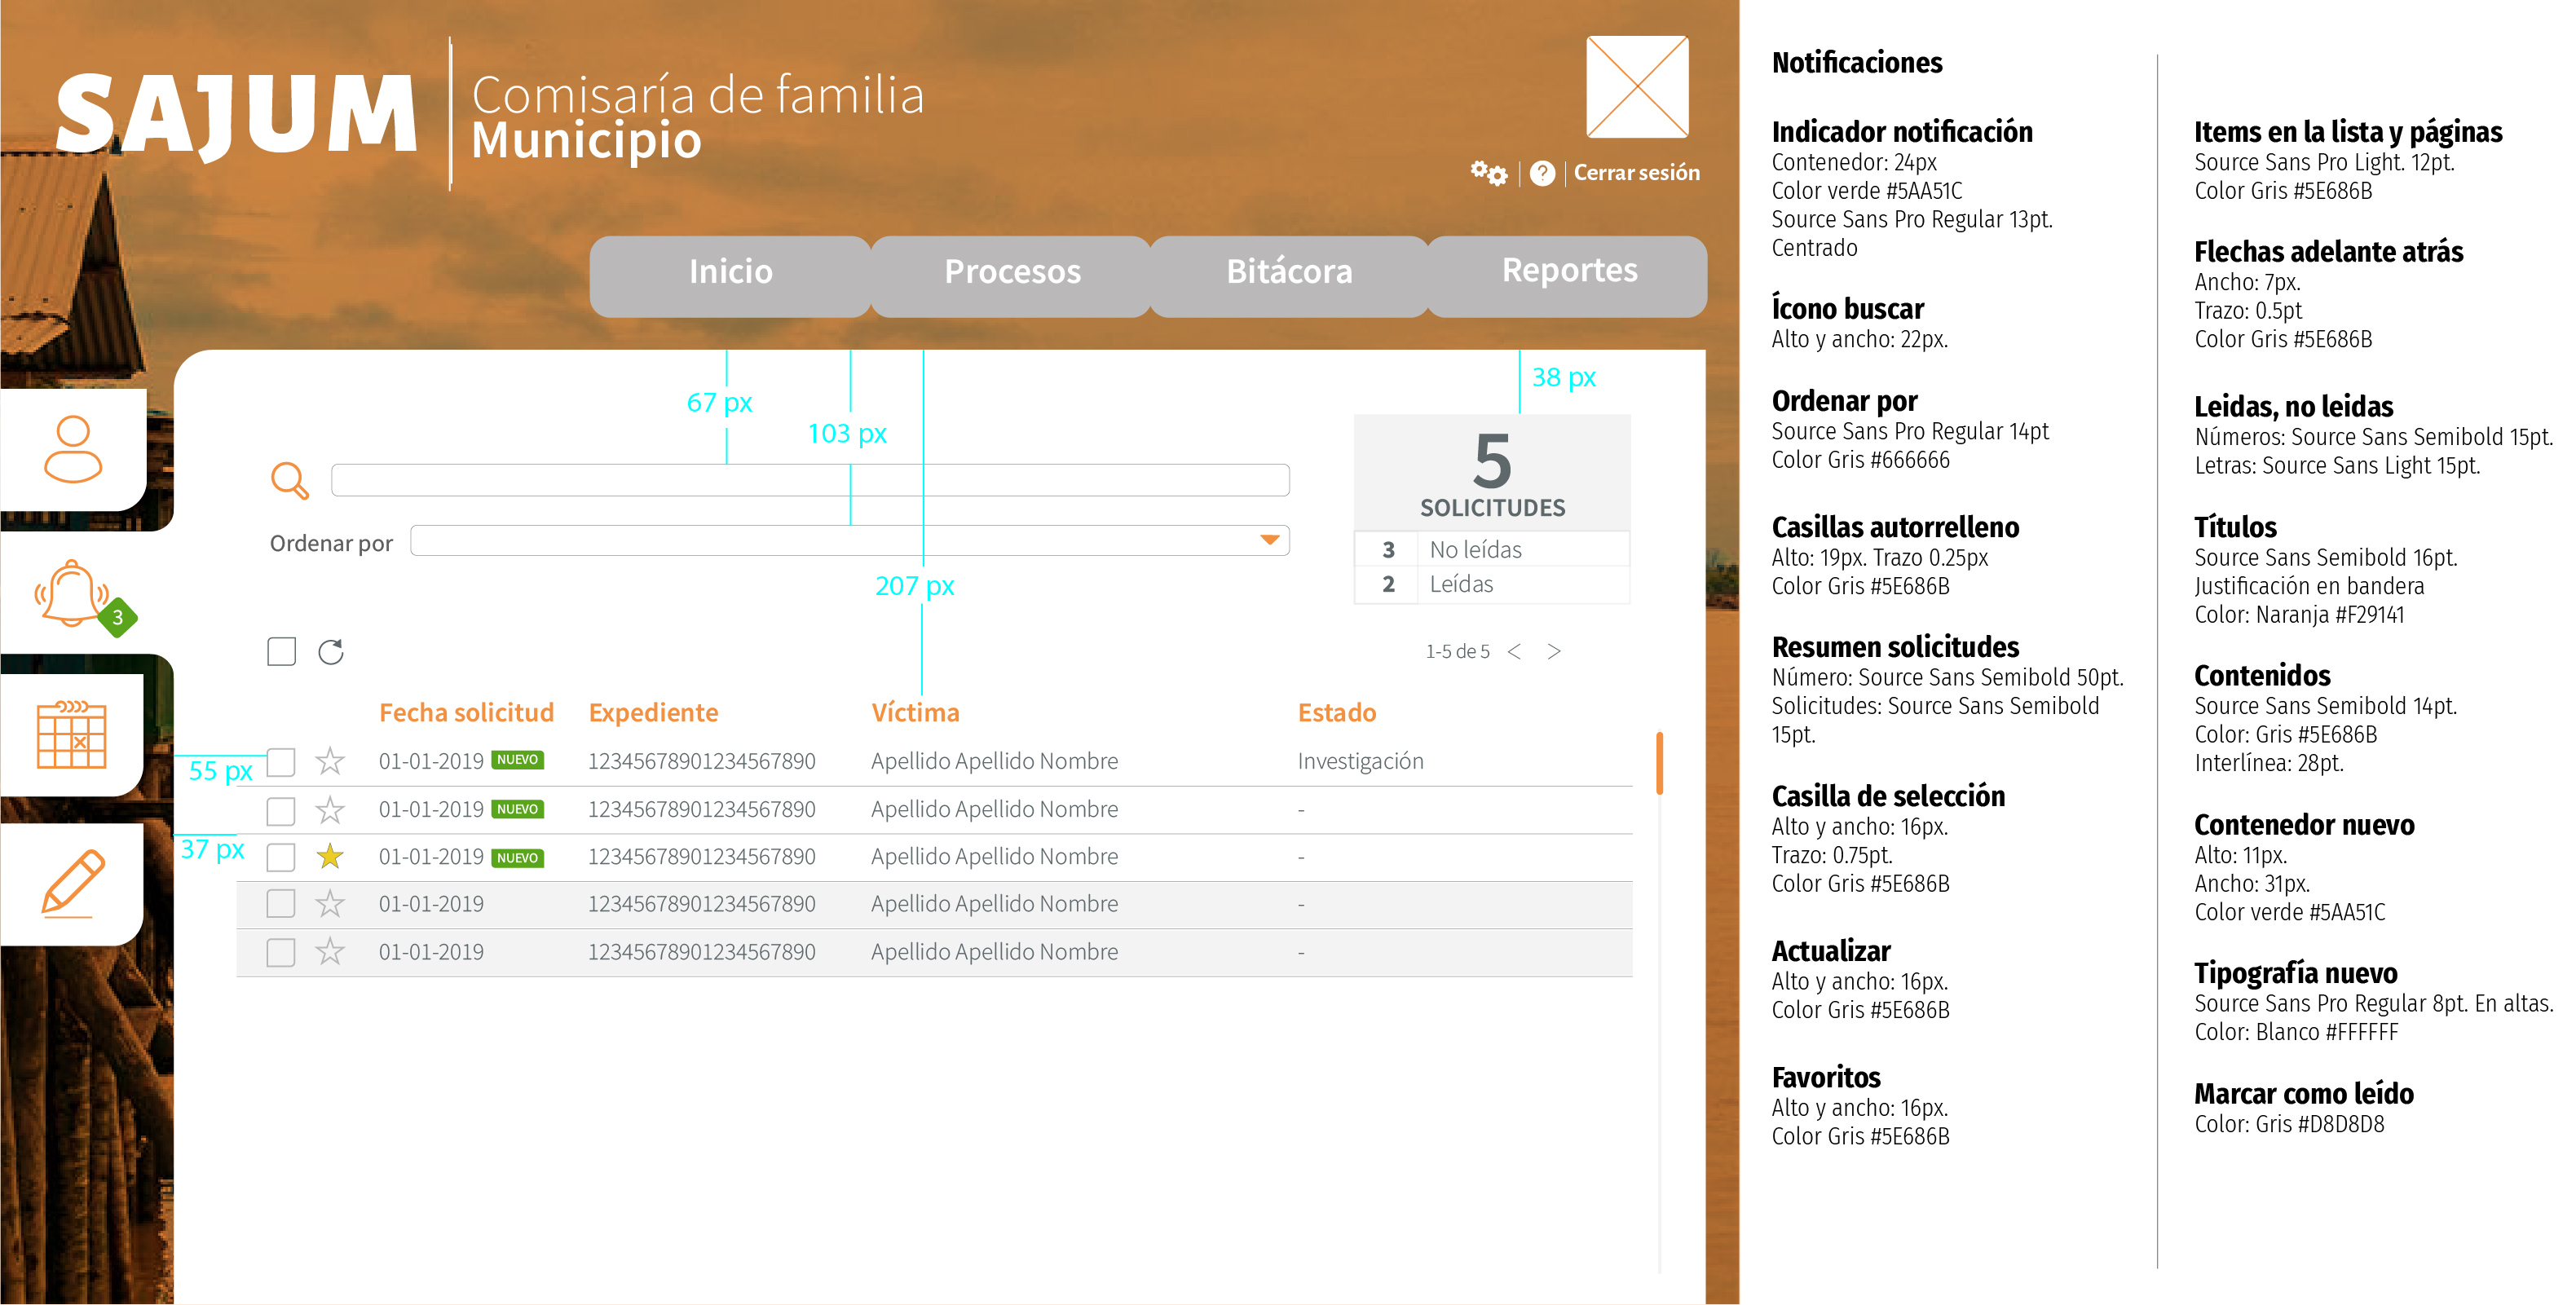 SAJUM
Comisaría de familia
Municipio
? Cerrar sesión
Inicio Procesos Bitácora Reportes
67 px
103 px
38 px
5
SOLICITUDES
Ordenar por
3 No leídas
2 Leídas
207 px
3
1-5 de 5 < >
Fecha solicitud Expediente Víctima Estado
01-01-2019 NUEVO 12345678901234567890 Apellido Apellido Nombre Investigación
55 px
01-01-2019 NUEVO 12345678901234567890 Apellido Apellido Nombre -
37 px
01-01-2019 NUEVO 12345678901234567890 Apellido Apellido Nombre -
01-01-2019 12345678901234567890 Apellido Apellido Nombre -
01-01-2019 12345678901234567890 Apellido Apellido Nombre -
Notificaciones
Indicador notificación
Contenedor: 24px
Color verde #5AA51C
Source Sans Pro Regular 13pt.
Centrado
Ícono buscar
Alto y ancho: 22px.
Ordenar por
Source Sans Pro Regular 14pt
Color Gris #666666
Casillas autorrelleno
Alto: 19px. Trazo 0.25px
Color Gris #5E686B
Resumen solicitudes
Número: Source Sans Semibold 50pt.
Solicitudes: Source Sans Semibold
15pt.
Casilla de selección
Alto y ancho: 16px.
Trazo: 0.75pt.
Color Gris #5E686B
Actualizar
Alto y ancho: 16px.
Color Gris #5E686B
Favoritos
Alto y ancho: 16px.
Color Gris #5E686B
Items en la lista y páginas
Source Sans Pro Light. 12pt.
Color Gris #5E686B
Flechas adelante atrás
Ancho: 7px.
Trazo: 0.5pt
Color Gris #5E686B
Leidas, no leidas
Números: Source Sans Semibold 15pt.
Letras: Source Sans Light 15pt.
Títulos
Source Sans Semibold 16pt.
Justificación en bandera
Color: Naranja #F29141
Contenidos
Source Sans Semibold 14pt.
Color: Gris #5E686B
Interlínea: 28pt.
Contenedor nuevo
Alto: 11px.
Ancho: 31px.
Color verde #5AA51C
Tipografía nuevo
Source Sans Pro Regular 8pt. En altas.
Color: Blanco #FFFFFF
Marcar como leído
Color: Gris #D8D8D8